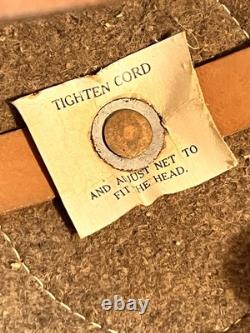 TIGHTEN CORD
AND ADJUST NET TO
FIT THE HEAD.